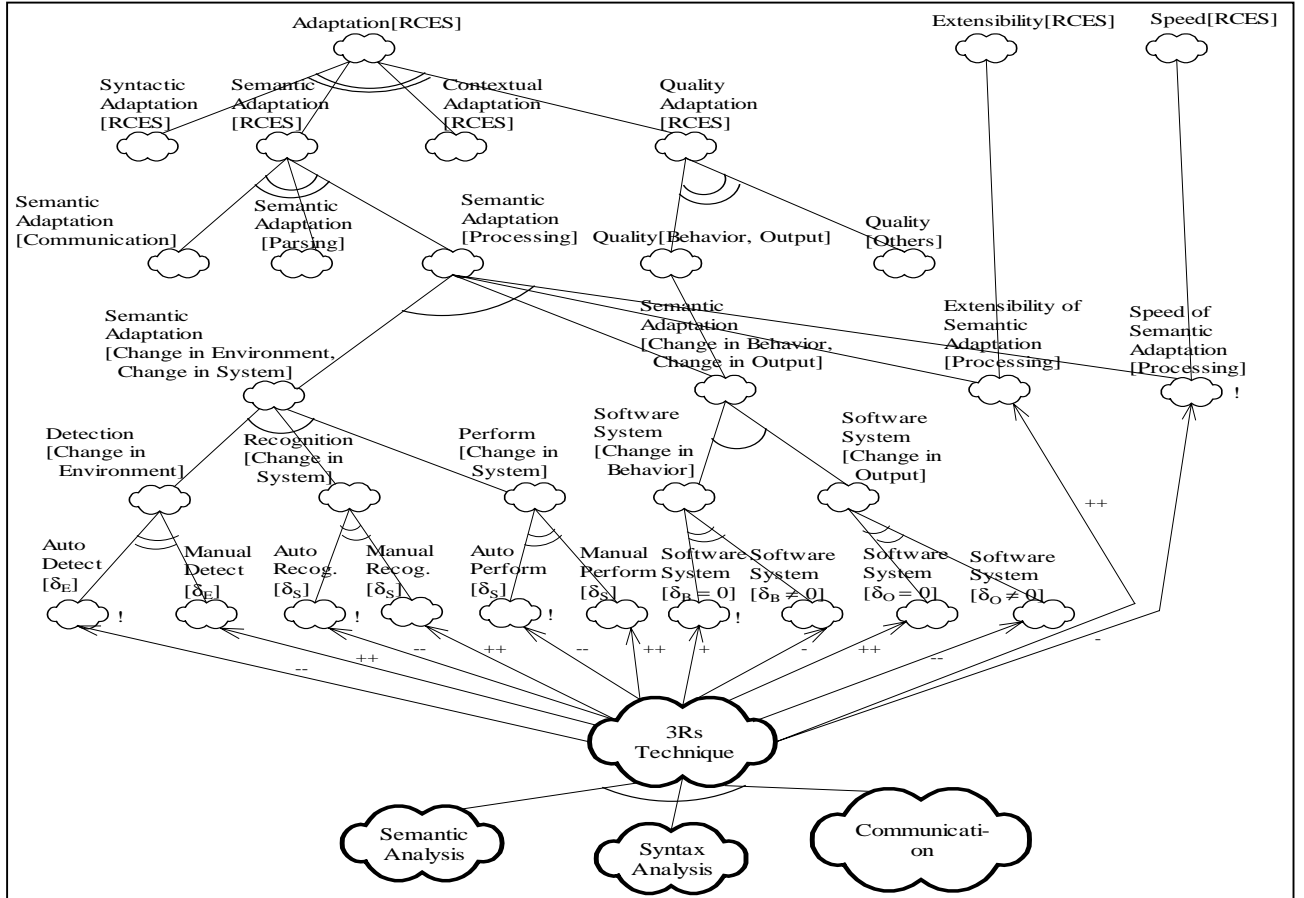 Adaptation[RCES]
Extensibility[RCES]
Speed[RCES]
Syntactic
Adaptation
[RCES]
Semantic
Adaptation
[RCES]
Contextual
Adaptation
[RCES]
Quality
Adaptation
[RCES]
Semantic
Adaptation
[Communication]
Semantic
Adaptation
[Parsing]
Semantic
Adaptation
[Processing]
Quality[Behavior, Output]
Quality
[Others]
Semantic
Adaptation
[Change in Environment,
Change in System]
Semantic
Adaptation
[Change in Behavior,
Change in Output]
Extensibility of
Semantic
Adaptation
[Processing]
Speed of
Semantic
Adaptation
[Processing]
!
Detection
[Change in
Environment]
Recognition
[Change in
System]
Perform
[Change in
System]
Software
System
[Change in
Behavior]
Software
System
[Change in
Output]
Auto
Detect
[δE]
!
Manual
Detect
[δE]
Auto
Recog.
[δS]
!
Manual
Recog.
[δS]
Auto
Perform
[δS]
!
Manual
Perform
[δS]
Software
System
[δB = 0]
!
Software
System
[δB ≠ 0]
Software
System
[δO = 0]
Software
System
[δO ≠ 0]
++
--
++
--
++
--
++
+
-
++
--
-
3Rs
Technique
Semantic
Analysis
Syntax
Analysis
Communicati-
on